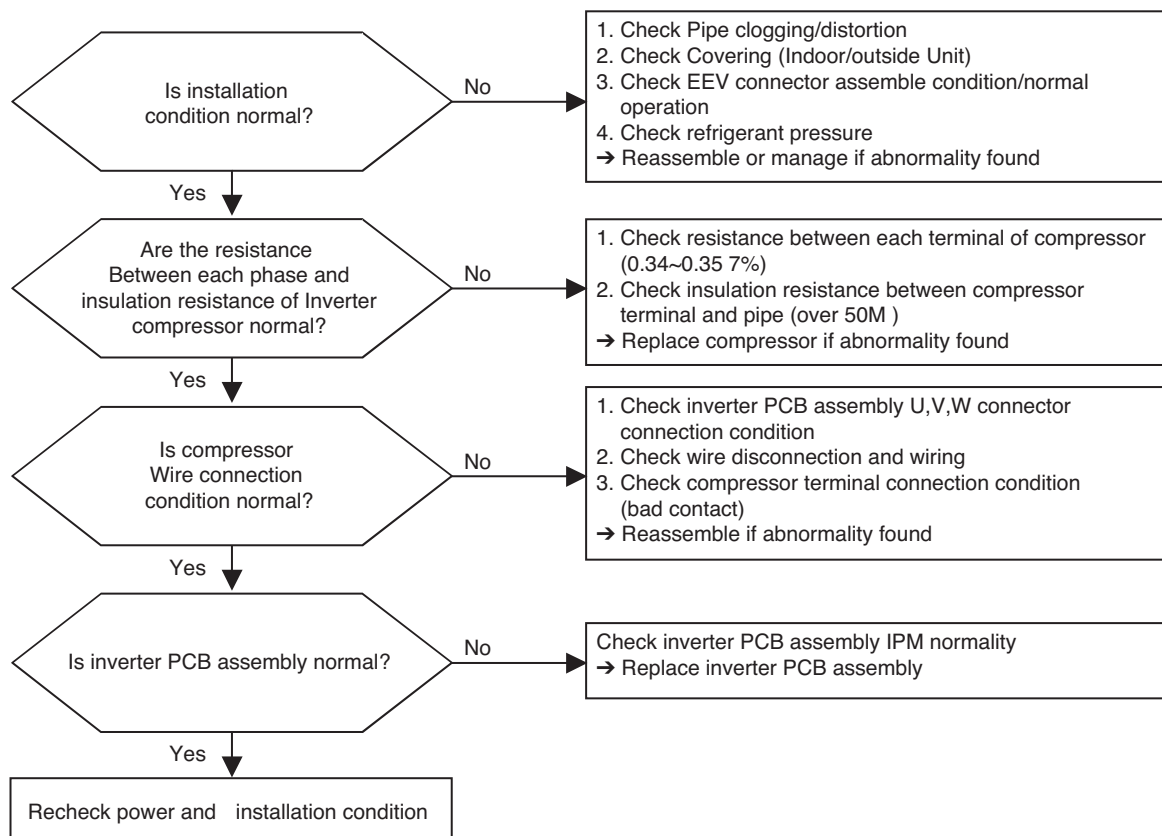 Is installation
condition normal?
No
1. Check Pipe clogging/distortion
2. Check Covering (Indoor/outside Unit)
3. Check EEV connector assemble condition/normal
operation
4. Check refrigerant pressure
➔ Reassemble or manage if abnormality found
Yes
Are the resistance
Between each phase and
insulation resistance of Inverter
compressor normal?
No
1. Check resistance between each terminal of compressor
(0.34~0.35 7%)
2. Check insulation resistance between compressor
terminal and pipe (over 50M )
➔ Replace compressor if abnormality found
Yes
Is compressor
Wire connection
condition normal?
No
1. Check inverter PCB assembly U,V,W connector
connection condition
2. Check wire disconnection and wiring
3. Check compressor terminal connection condition
(bad contact)
➔ Reassemble if abnormality found
Yes
Is inverter PCB assembly normal?
No
Check inverter PCB assembly IPM normality
➔ Replace inverter PCB assembly
Yes
Recheck power and installation condition